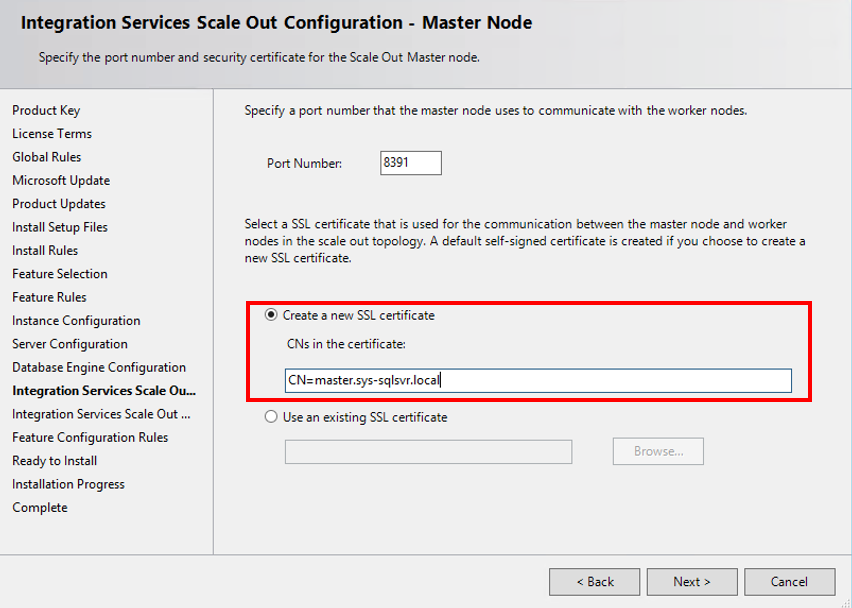 Integration Services Scale Out Configuration - Master Node
Specify the port number and security certificate for the Scale Out Master node.
Product Key
License Terms
Global Rules
Microsoft Update
Product Updates
Install Setup Files
Install Rules
Feature Selection
Feature Rules
Instance Configuration
Server Configuration
Database Engine Configuration
Integration Services Scale Ou...
Integration Services Scale Out ...
Feature Configuration Rules
Ready to Install
Installation Progress
Complete
Specify a port number that the master node uses to communicate with the worker nodes.
Port Number:
8391
Select a SSL certificate that is used for the communication between the master node and worker
nodes in the scale out topology. A default self-signed certificate is created if you choose to create a
new SSL certificate.
Create a new SSL certificate
CNs in the certificate:
CN=master.sys-sqlsvr.local
Use an existing SSL certificate
Browse...
< Back
Next >
Cancel